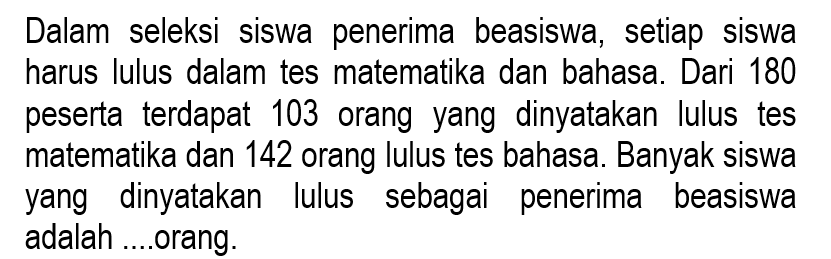 Dalam seleksi siswa penerima beasiswa, setiap siswa
harus lulus dalam tes matematika dan bahasa. Dari 180
peserta terdapat 103 orang yang dinyatakan lulus tes
matematika dan 142 orang lulus tes bahasa. Banyak siswa
yang dinyatakan lulus sebagai penerima beasiswa
adalah ....orang.